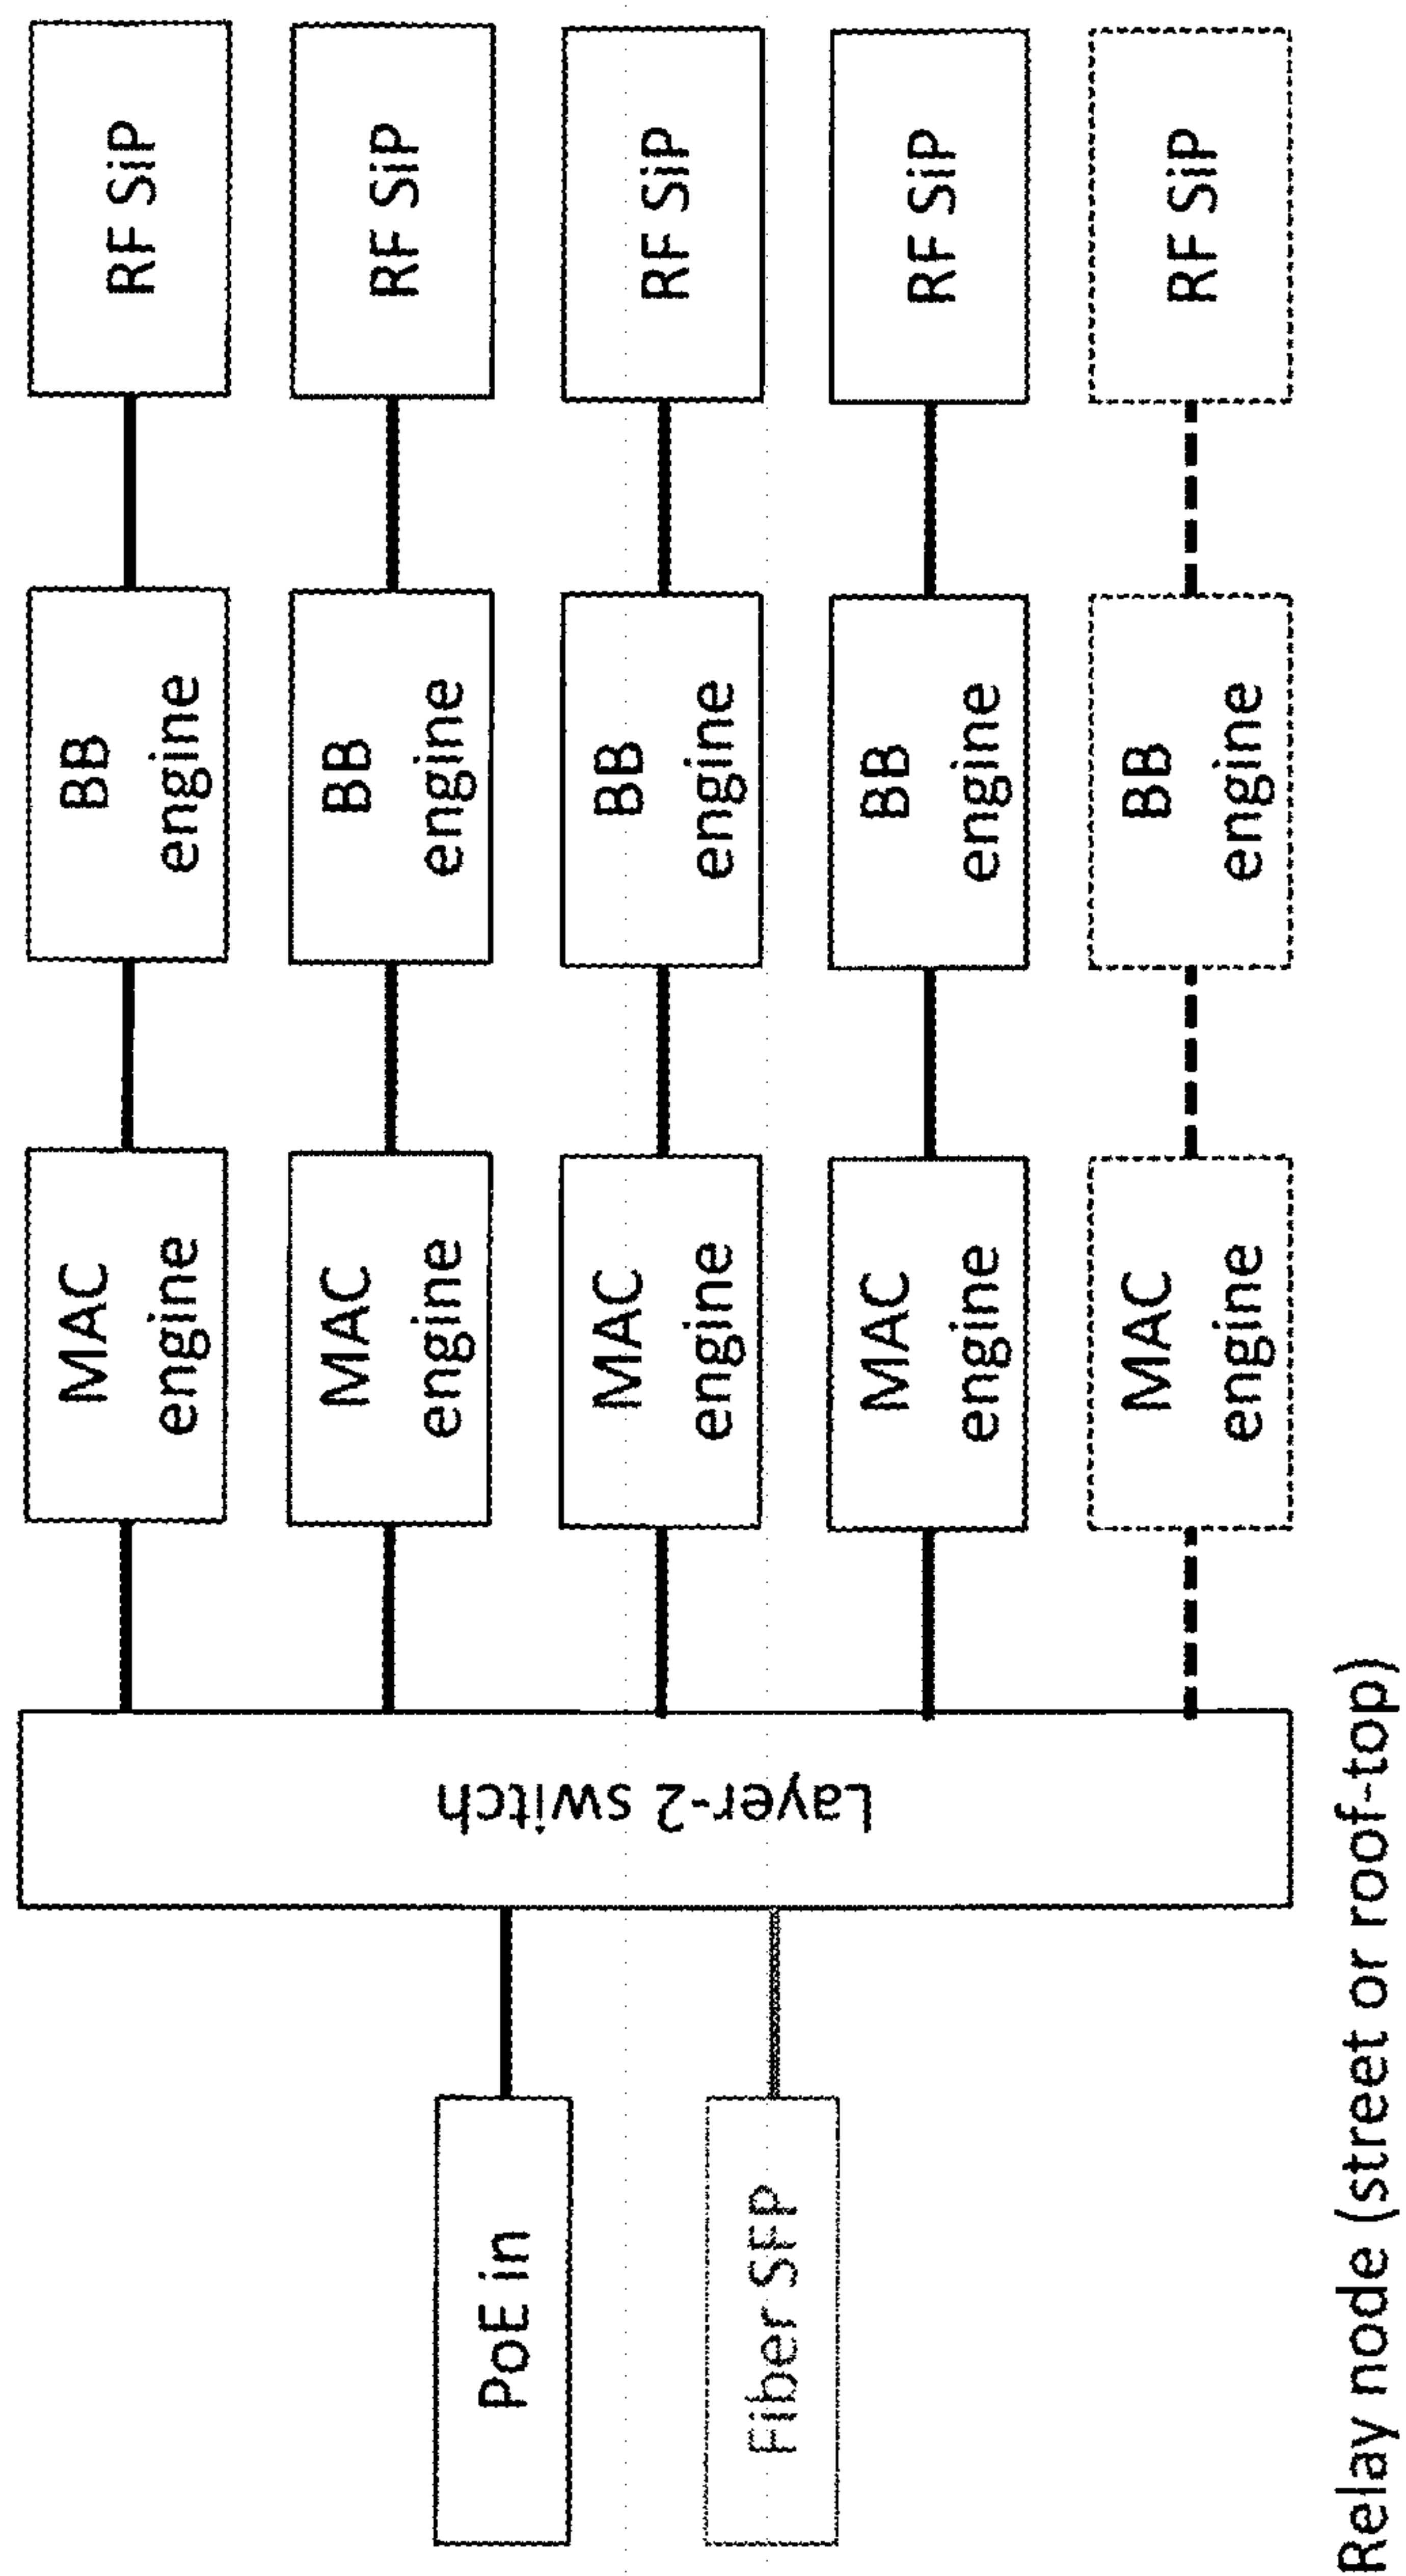 PoE in
Fiber SFP
Layer-2 switch
MAC
engine
BB
engine
RF SiP
MAC
engine
BB
engine
RF SiP
MAC
engine
BB
engine
RF SiP
MAC
engine
BB
engine
RF SiP
MAC
engine
BB
engine
RF SiP
Relay node (street or roof-top)